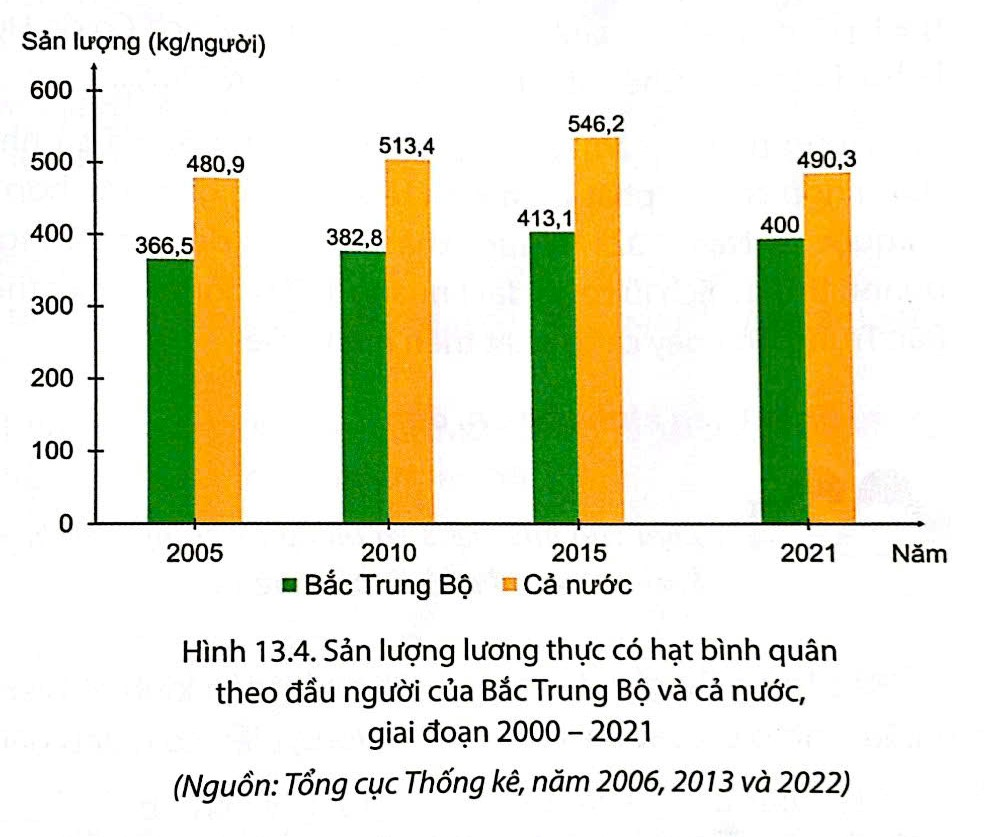 Sản lượng (kg/người)
600
500
400
300
200
100
0
366,5
480,9
382,8
513,4
413,1
546,2
400
490,3
2005
2010
2015
2021
Năm
Bắc Trung Bộ
Cả nước
Hình 13.4. Sản lượng lương thực có hạt bình quân
theo đầu người của Bắc Trung Bộ và cả nước,
giai đoạn 2000 – 2021
(Nguồn: Tổng cục Thống kê, năm 2006, 2013 và 2022)